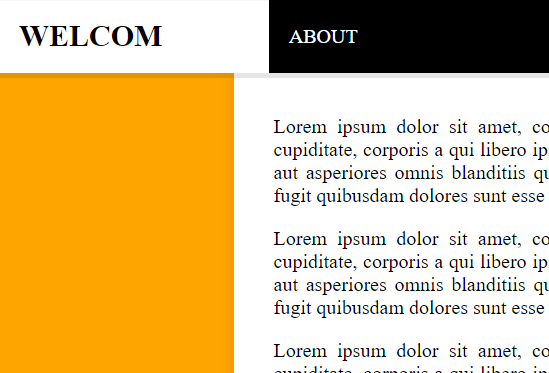 WELCOM
ABOUT
Lorem ipsum dolor sit amet, co
cupiditate, corporis a qui libero ip
aut asperiores omnis blanditiis qu
fugit quibusdam dolores sunt esse
Lorem ipsum dolor sit amet, co
cupiditate, corporis a qui libero ip
aut asperiores omnis blanditiis qu
fugit quibusdam dolores sunt esse
Lorem ipsum dolor sit amet, co